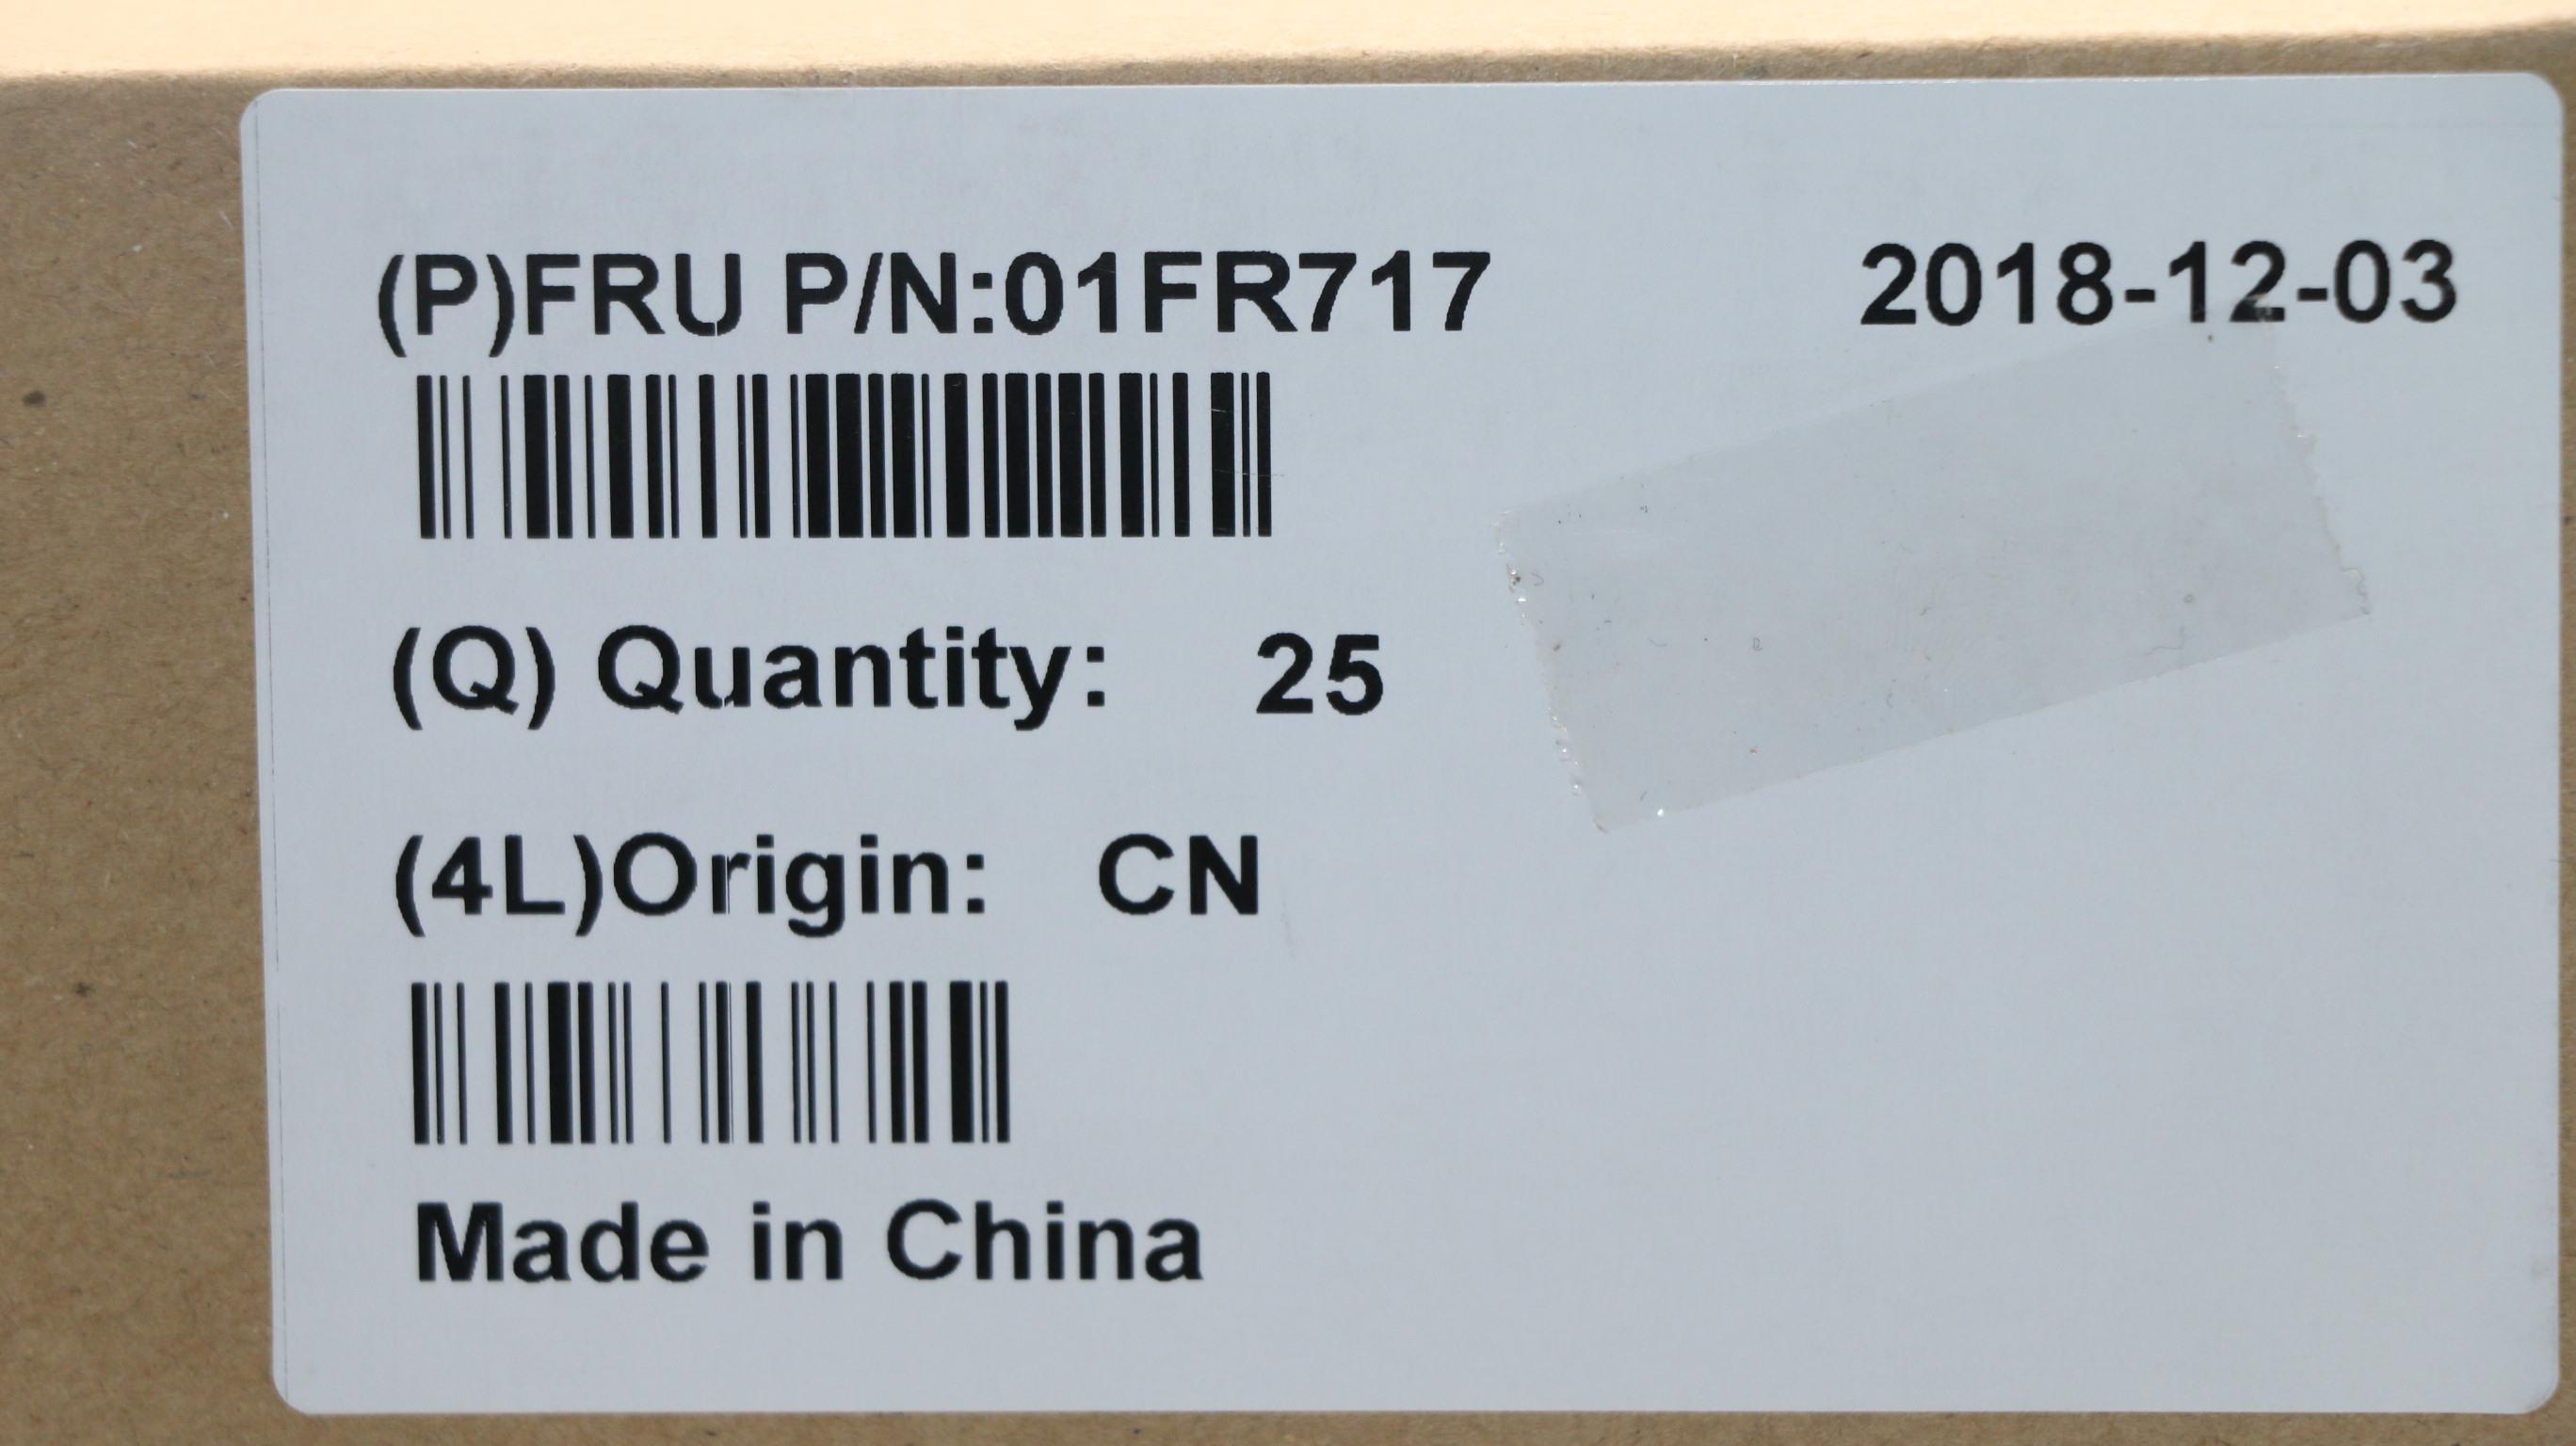 (P)FRU P/N:01FR717 2018-12-03
(Q) Quantity: 25
(4L)Origin: CN
Made in China